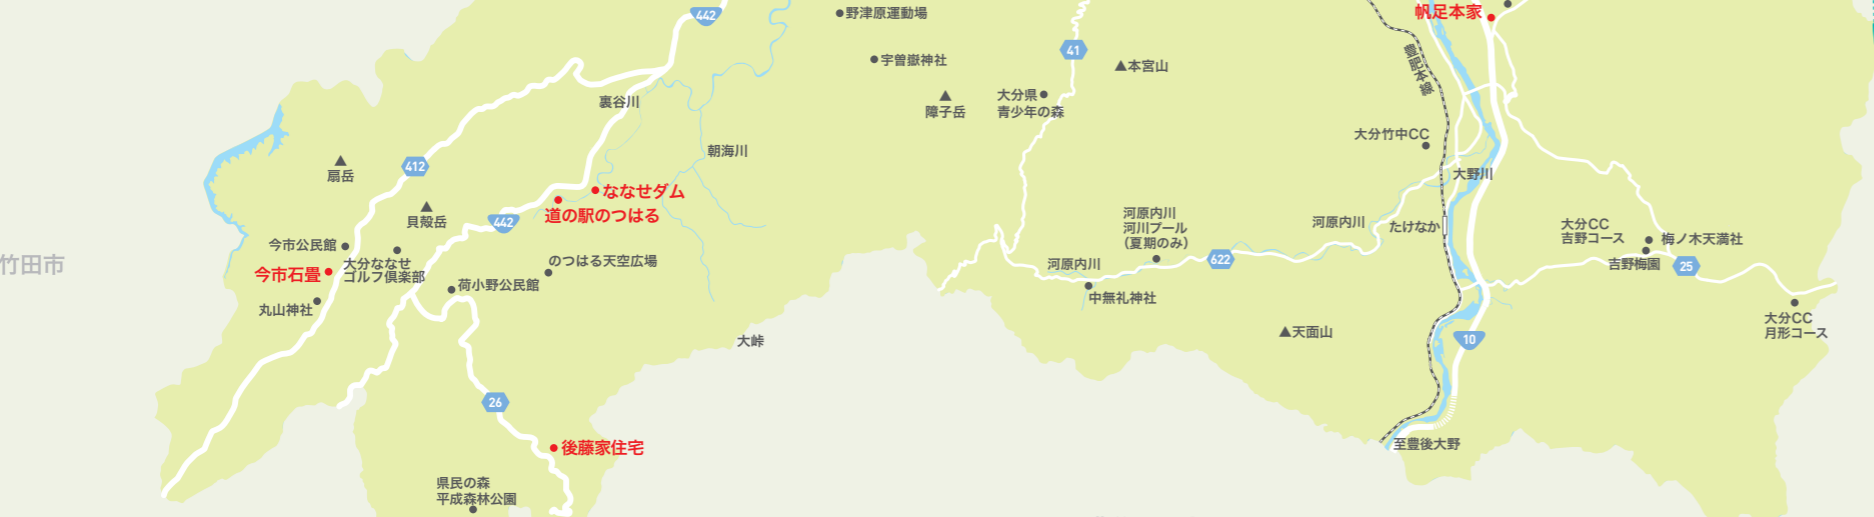 442
野津原運動場
帆足本家
41
宇曽嶽神社
本宮山
豊肥本線
裏谷川
障子岳
大分県
青少年の森
大分竹中CC
朝海川
412
扇岳
大野川
ななせダム
道の駅のつはる
貝殻岳
442
河原内川
河川プール
(夏期のみ)
河原内川
たけなか
大分CC
吉野コース
梅ノ木天満社
今市公民館
大分ななせ
ゴルフ倶楽部
竹田市
今市石畳
のつはる天空広場
河原内川
622
吉野梅園
25
荷小野公民館
丸山神社
中無礼神社
大峠
天面山
10
大分CC
月形コース
26
後藤家住宅
至豊後大野
県民の森
平成森林公園